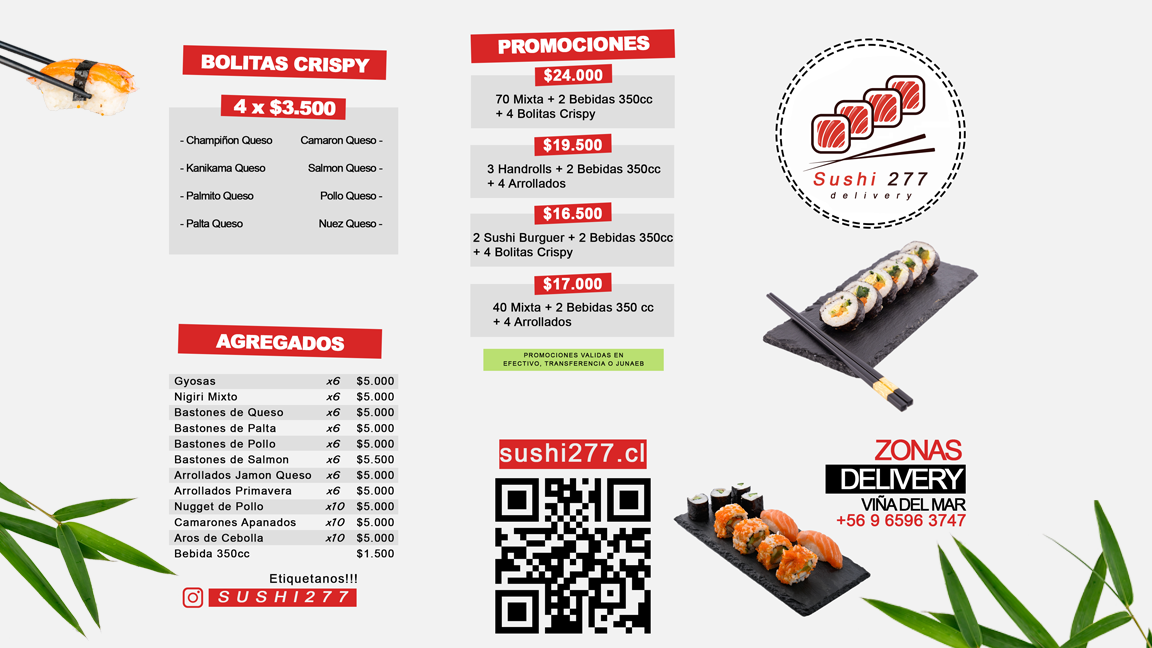 BOLITAS CRISPY
4 x $3.500
- Champiñon Queso
Camaron Queso -
- Kanikama Queso
Salmon Queso -
- Palmito Queso
Pollo Queso -
- Palta Queso
Nuez Queso -
AGREGADOS
Gyosas x6 $5.000
Nigiri Mixto x6 $5.000
Bastones de Queso x6 $5.000
Bastones de Palta x6 $5.000
Bastones de Pollo x6 $5.000
Bastones de Salmon x6 $5.500
Arrollados Jamon Queso x6 $5.000
Arrollados Primavera x6 $5.000
Nugget de Pollo x10 $5.000
Camarones Apanados x10 $5.000
Aros de Cebolla x10 $5.000
Bebida 350cc $1.500
Etiquetanos!!!
SUSHI277
PROMOCIONES
$24.000
70 Mixta + 2 Bebidas 350cc
+ 4 Bolitas Crispy
$19.500
3 Handrolls + 2 Bebidas 350cc
+ 4 Arrollados
$16.500
2 Sushi Burguer + 2 Bebidas 350cc
+ 4 Bolitas Crispy
$17.000
40 Mixta + 2 Bebidas 350 cc
+ 4 Arrollados
PROMOCIONES VALIDAS EN
EFECTIVO, TRANSFERENCIA O JUNAEB
sushi277.cl
Sushi 277
delivery
ZONAS
DELIVERY
VIÑA DEL MAR
+56 9 6596 3747